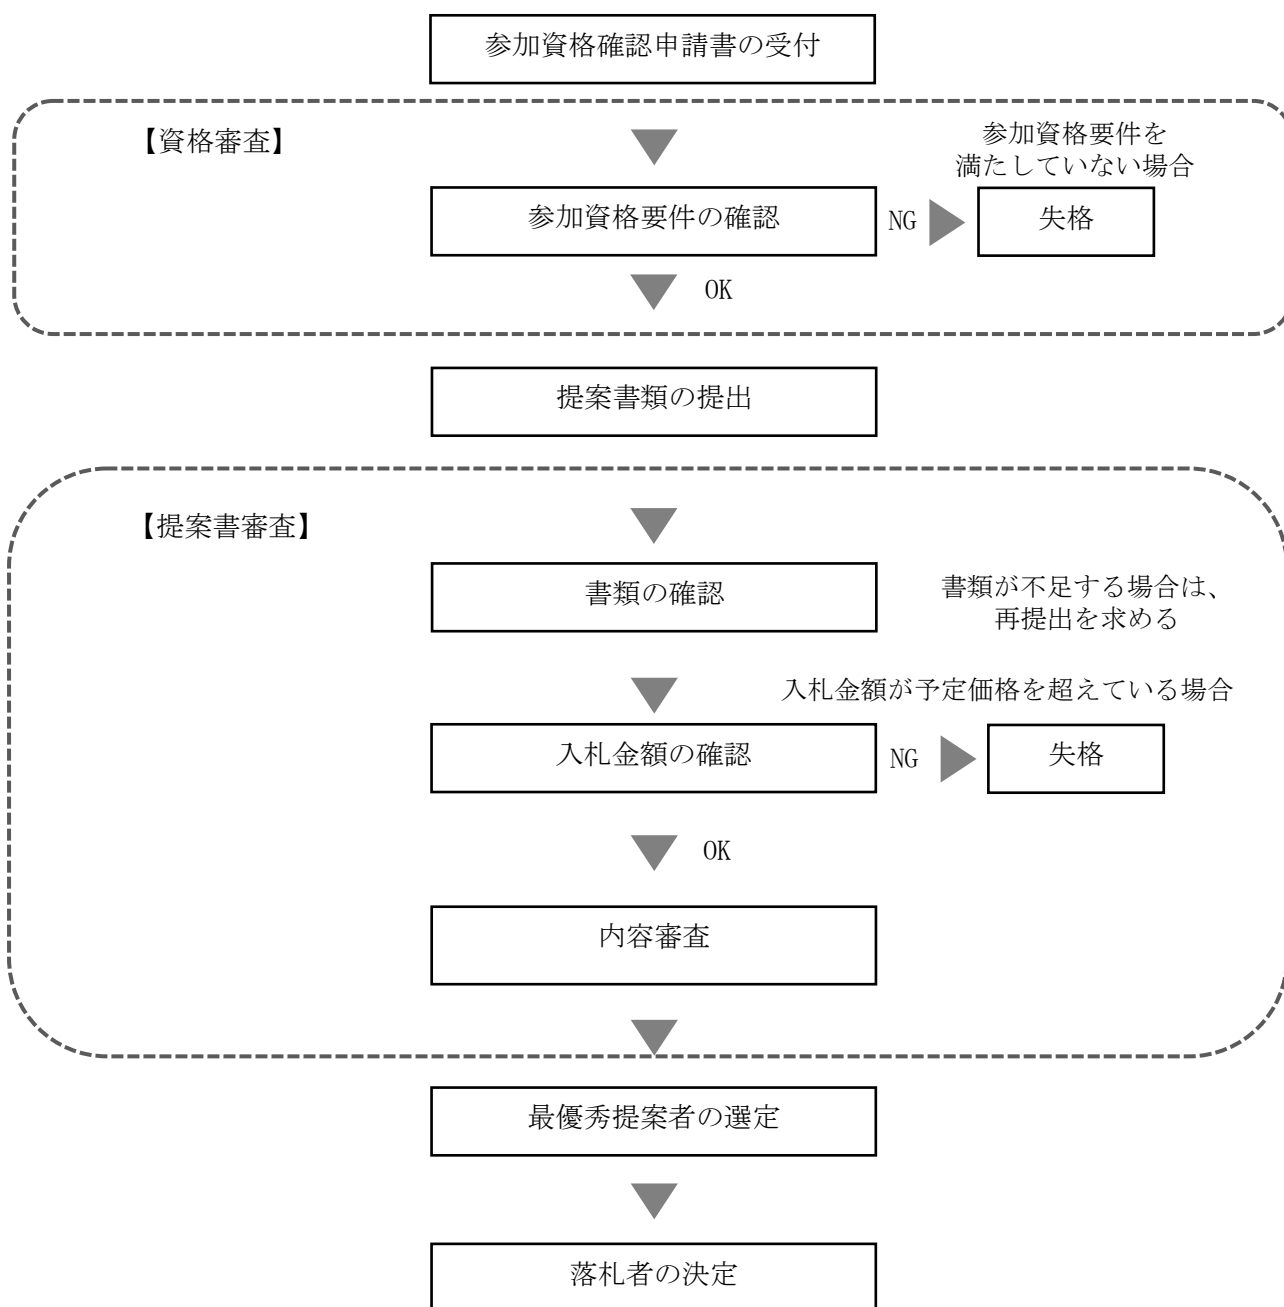 参加資格確認申請書の受付
【資格審査】
参加資格要件を
満たしていない場合
参加資格要件の確認
NG
失格
OK
提案書類の提出
【提案書審査】
書類の確認
書類が不足する場合は、
再提出を求める
入札金額が予定価格を超えている場合
入札金額の確認
NG
失格
OK
内容審査
最優秀提案者の選定
落札者の決定